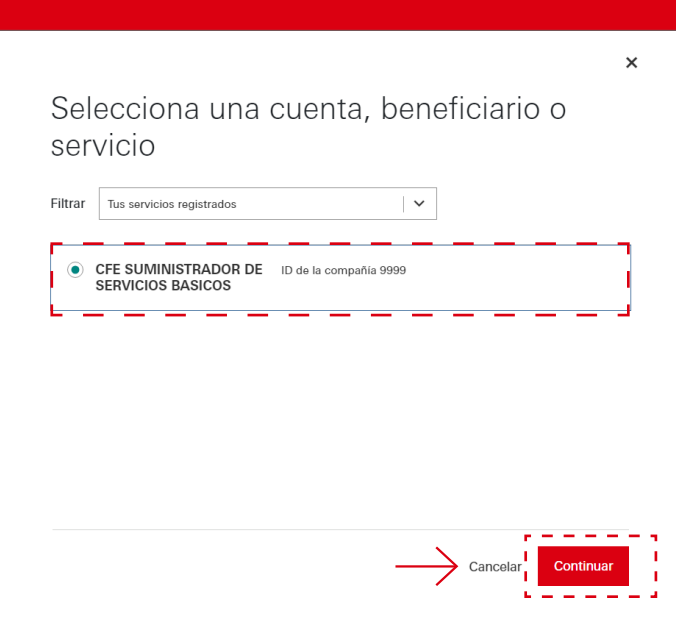 Selecciona una cuenta, beneficiario o
servicio
Filtrar Tus servicios registrados
CFE SUMINISTRADOR DE ID de la compañía 9999
SERVICIOS BASICOS
Cancelar Continuar